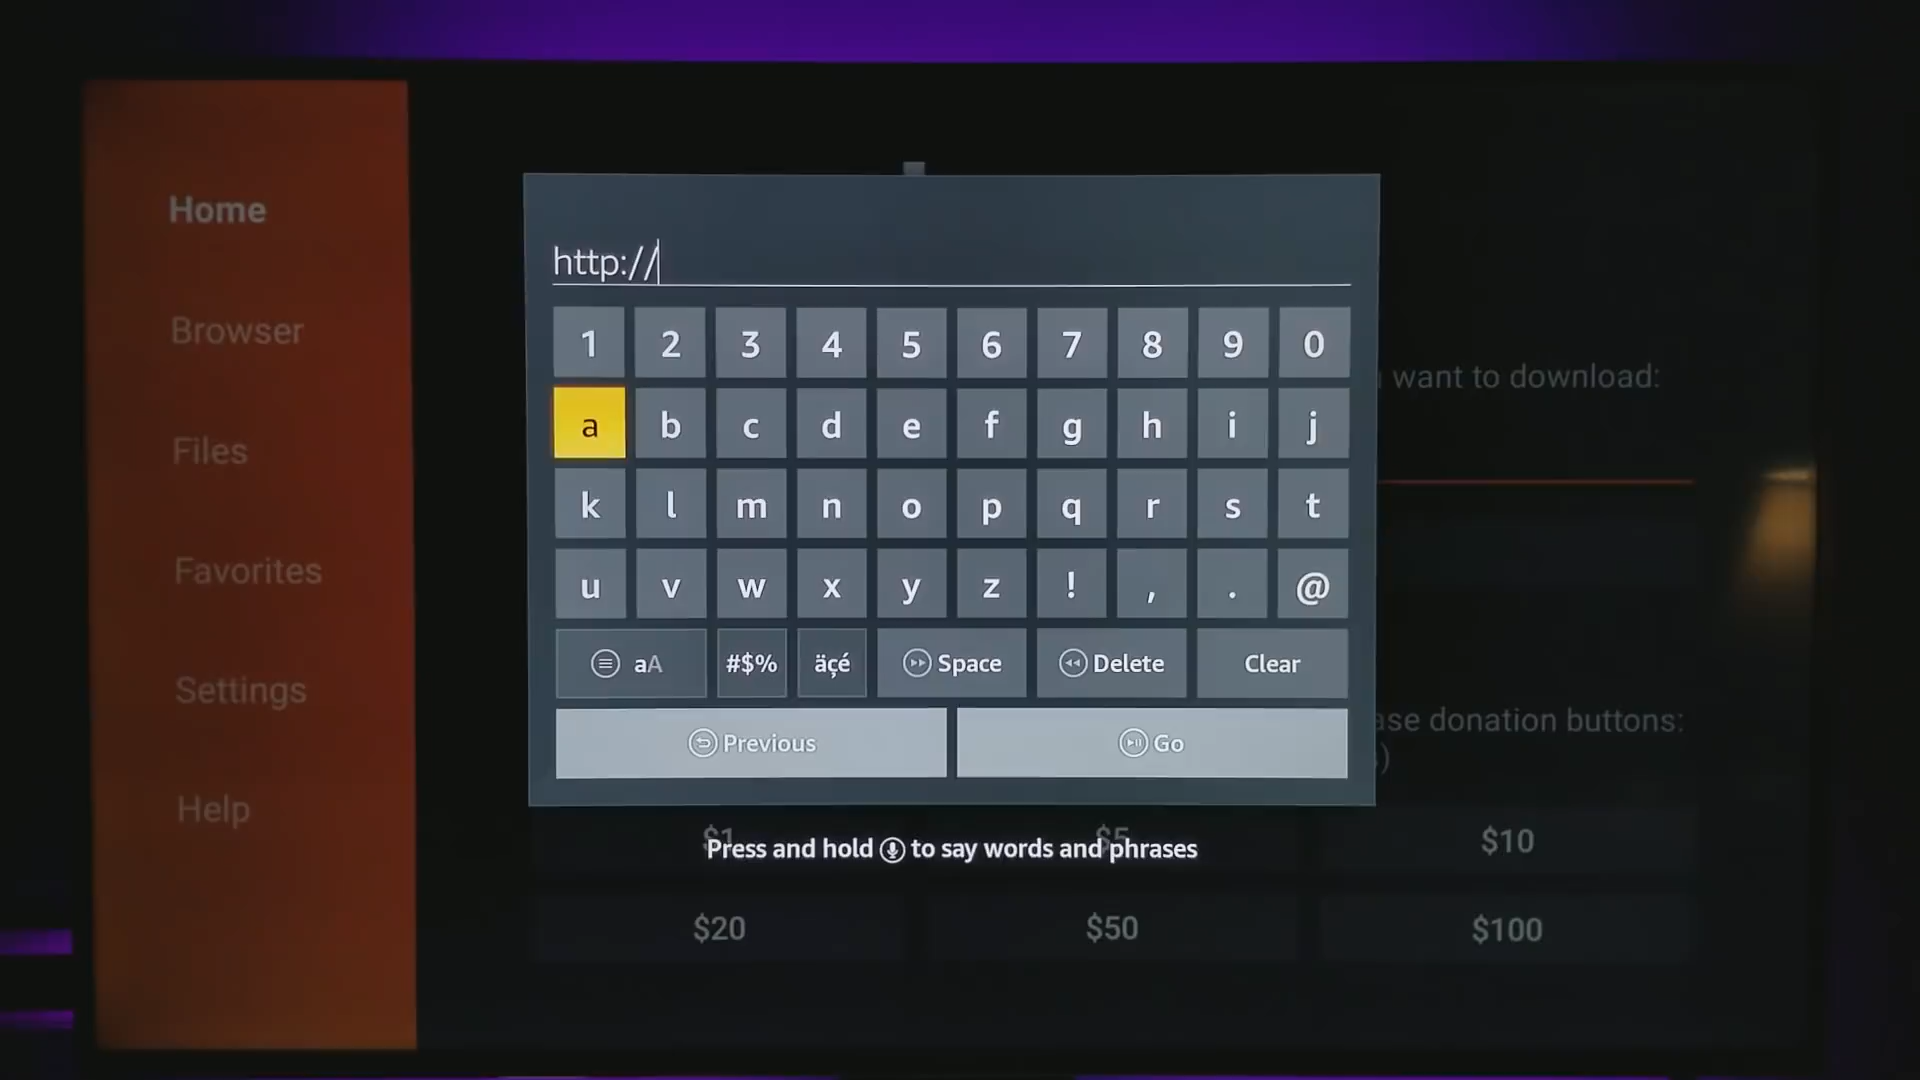 Home
Browser
Files
Favorites
Settings
Help
http://
1 2 3 4 5 6 7 8 9 0
a b c d e f g h i j
k l m n o p q r s t
u v w x y z ! , . @
aA #$% äçé Space Delete Clear
Previous Go
Press and hold to say words and phrases
want to download:
donation buttons:
$1 $5 $10
$20 $50 $100